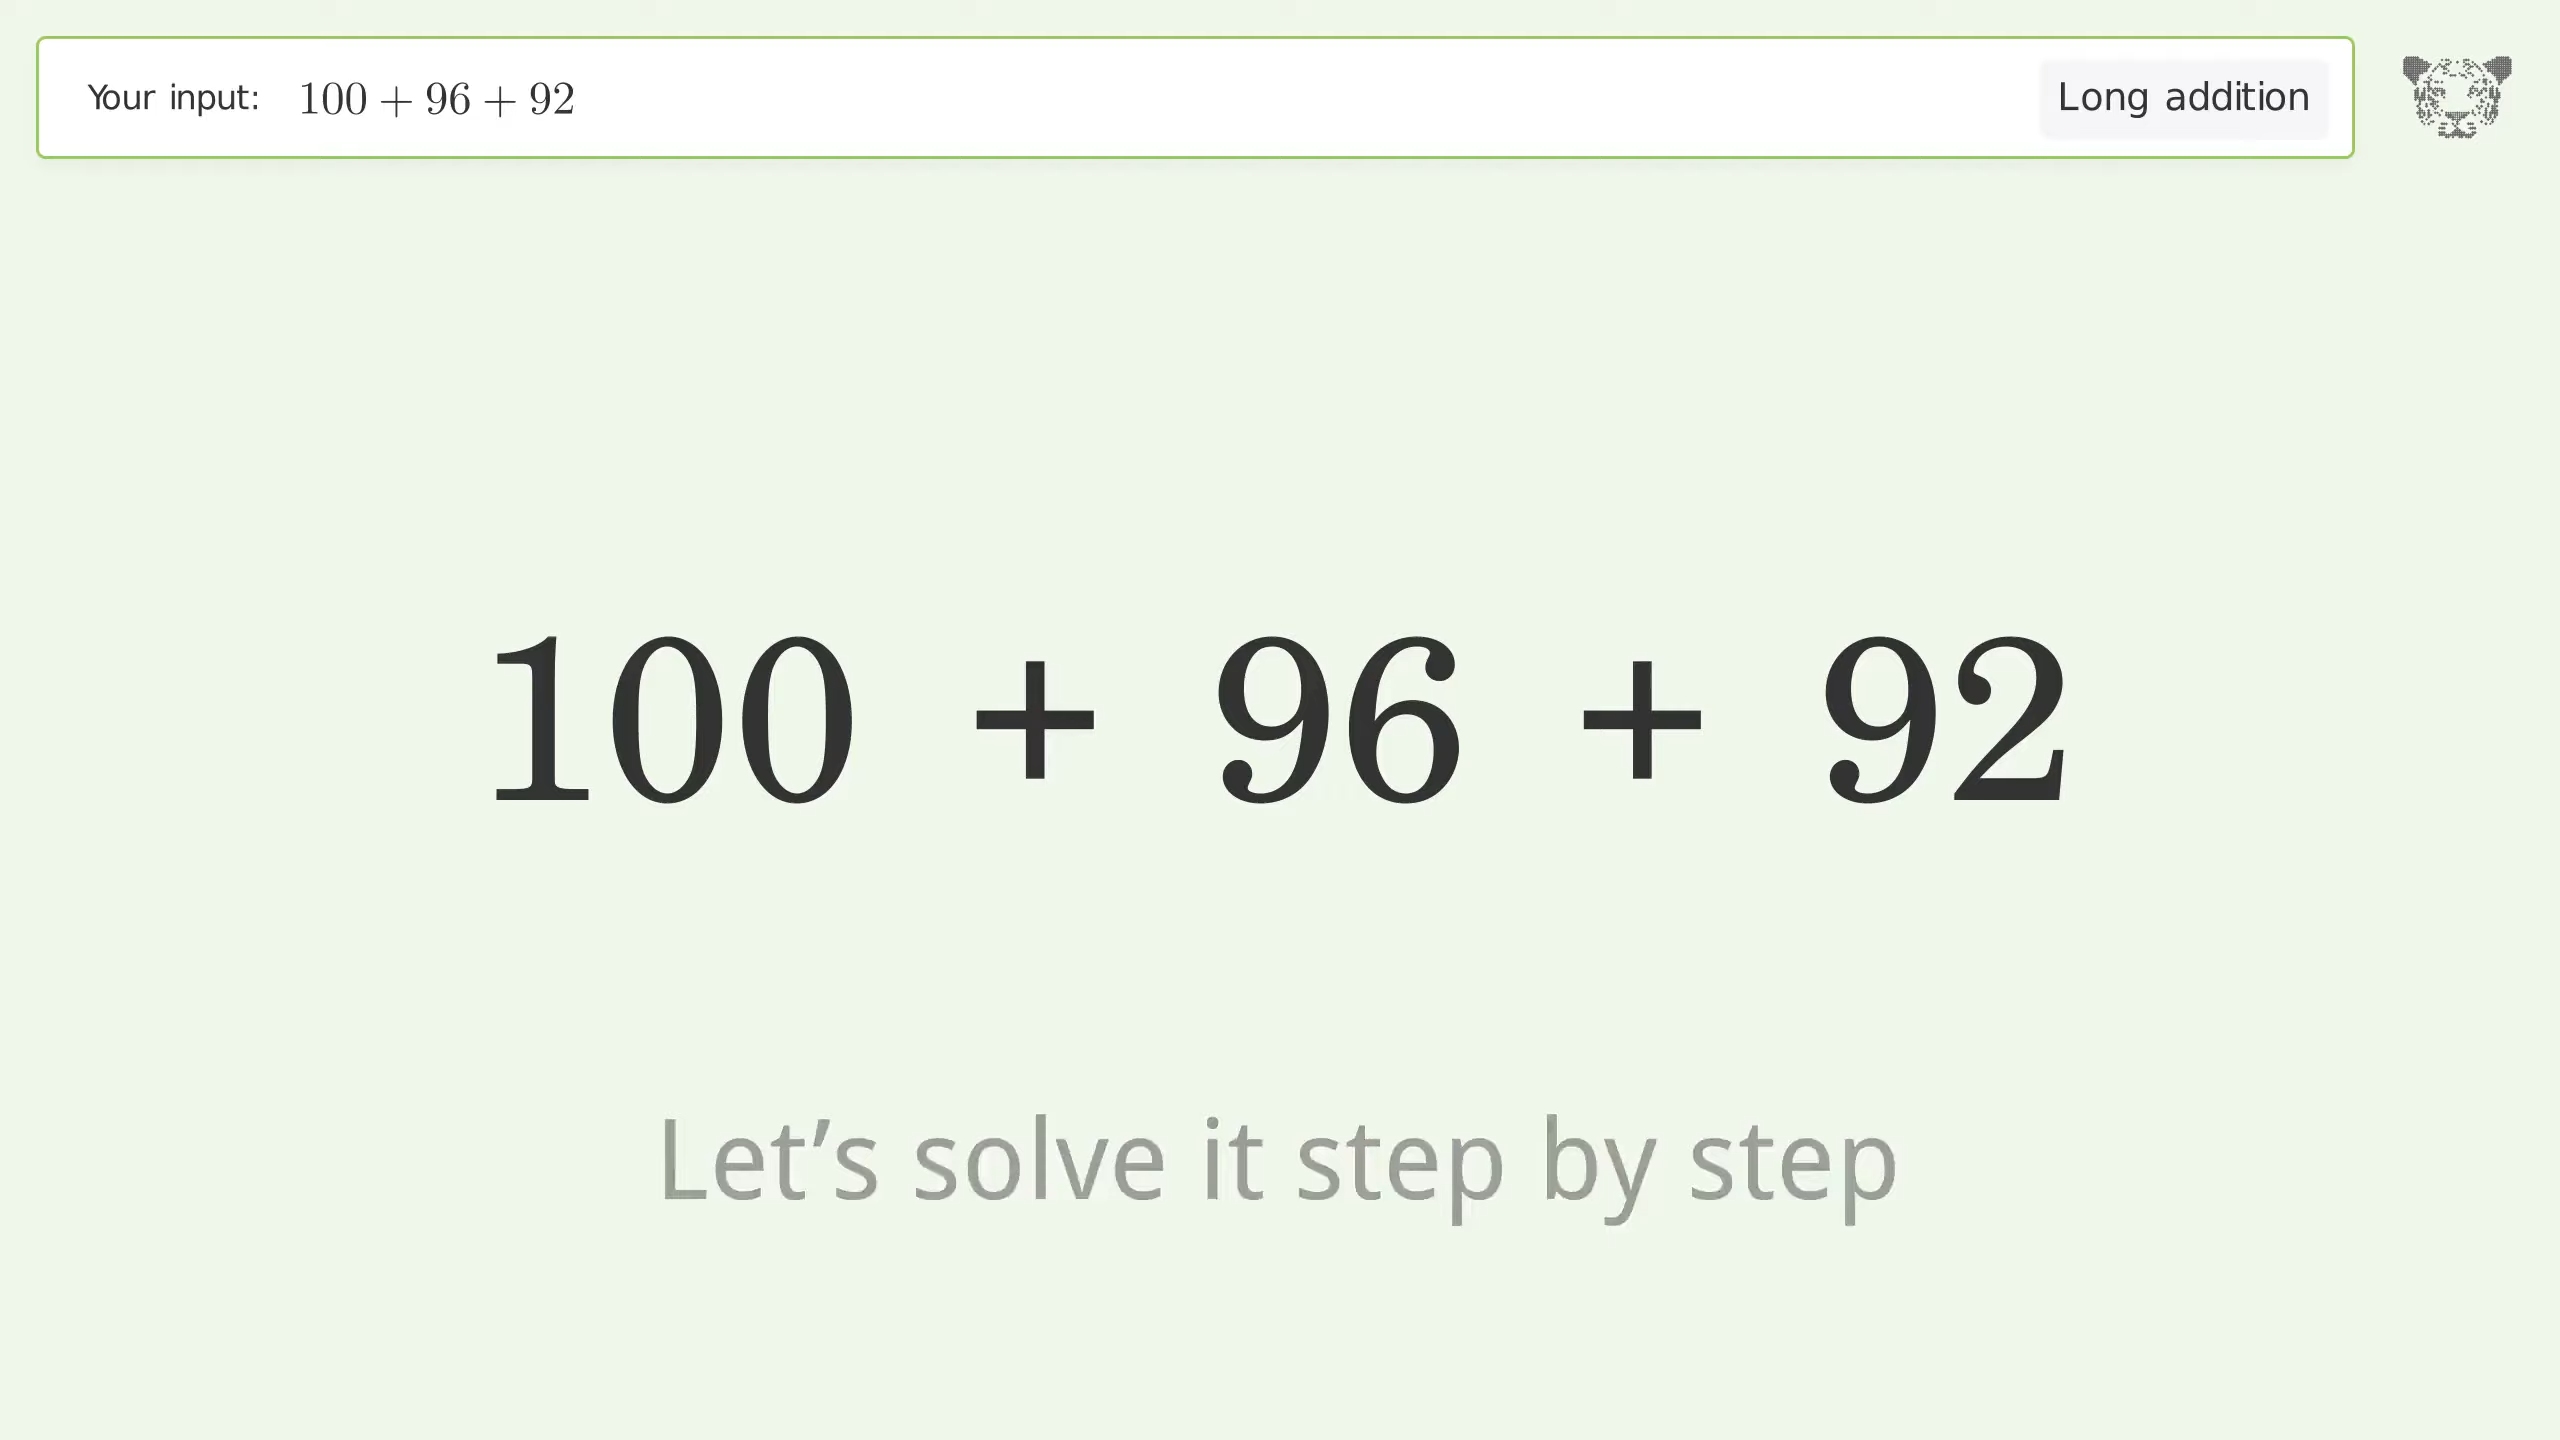 Your input: 100 + 96 + 92 Long addition
100 + 96 + 92
Let’s solve it step by step